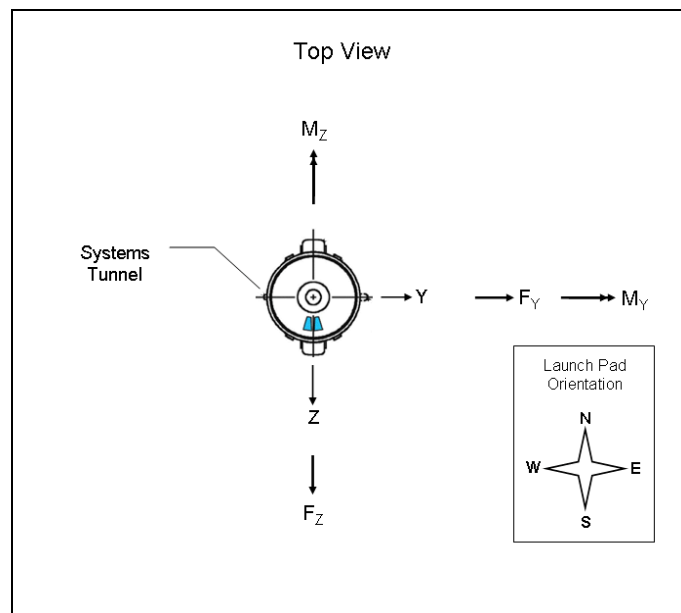 Top View
M_Z
Systems
Tunnel
Y
F_Y
M_Y
Z
F_Z
Launch Pad
Orientation
N
W
E
S